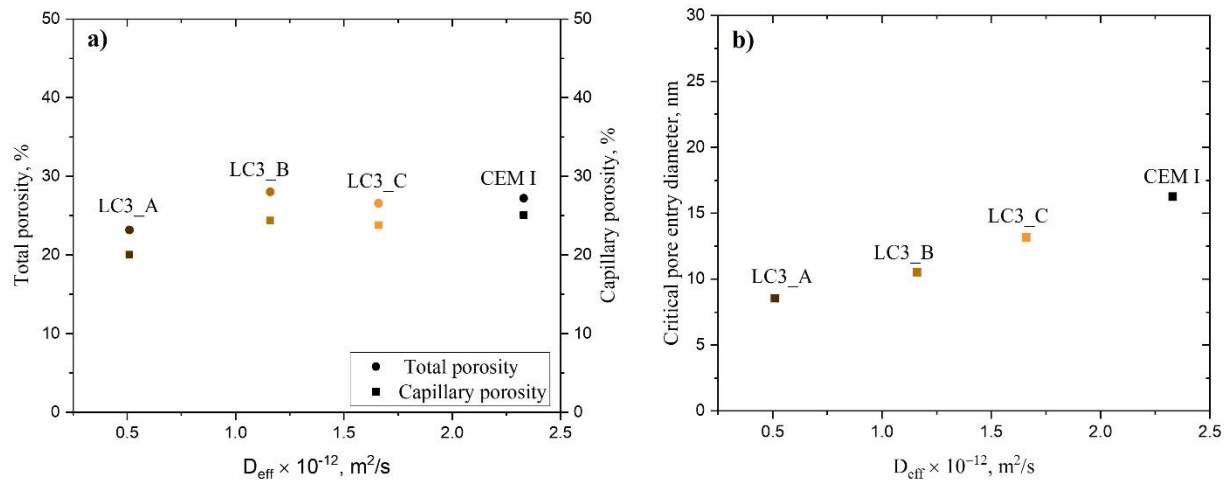 a)
50
40
30
20
10
0
Total porosity, %
LC3_A
LC3_B
LC3_C
CEM I
Total porosity
Capillary porosity
50
40
30
20
10
0
Capillary porosity, %
0.5 1.0 1.5 2.0 2.5
D_eff × 10^-12, m²/s
b)
30
25
20
15
10
5
0
Critical pore entry diameter, nm
CEM I
LC3_C
LC3_B
LC3_A
0.5 1.0 1.5 2.0 2.5
D_eff × 10^−12, m²/s